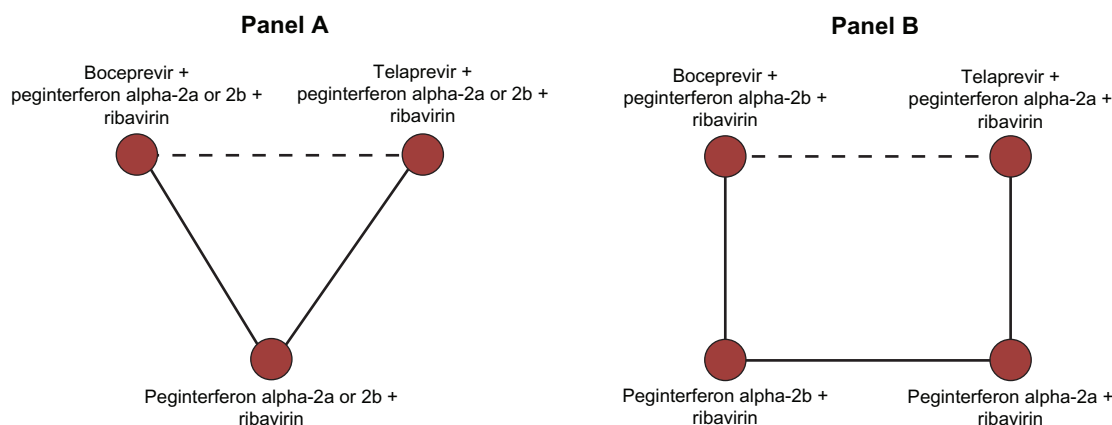 Panel A
Boceprevir +
peginterferon alpha-2a or 2b +
ribavirin
Telaprevir +
peginterferon alpha-2a or 2b +
ribavirin
Peginterferon alpha-2a or 2b +
ribavirin
Panel B
Boceprevir +
peginterferon alpha-2b +
ribavirin
Telaprevir +
peginterferon alpha-2a +
ribavirin
Peginterferon alpha-2b +
ribavirin
Peginterferon alpha-2a +
ribavirin